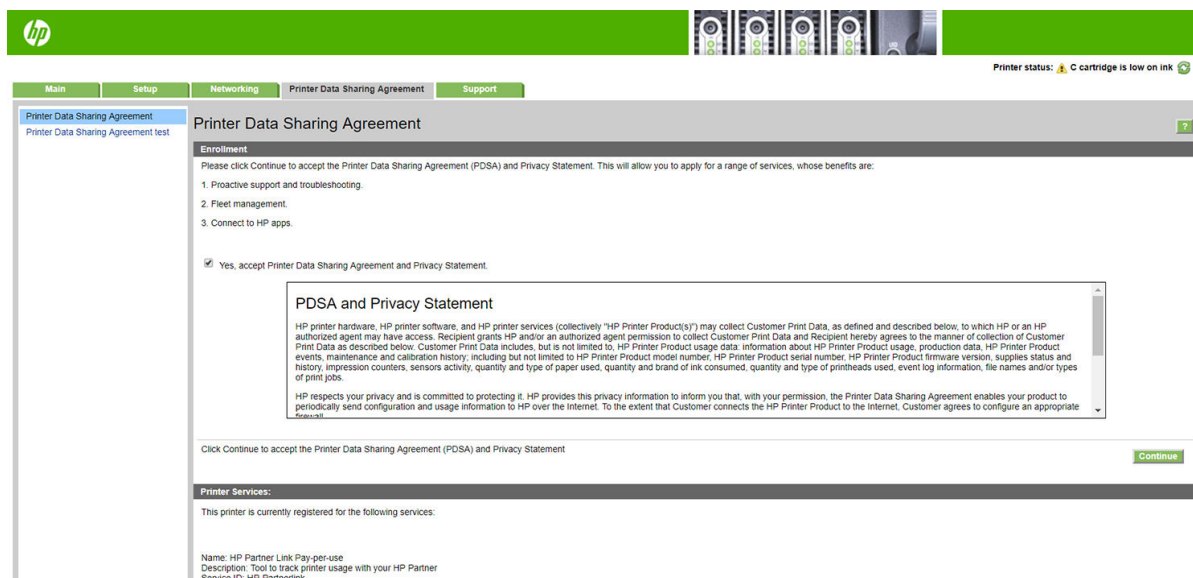 hp
Printer status: C cartridge is low on ink
Main Setup Networking Printer Data Sharing Agreement Support
Printer Data Sharing Agreement
Printer Data Sharing Agreement test
Printer Data Sharing Agreement
?
Enrollment
Please click Continue to accept the Printer Data Sharing Agreement (PDSA) and Privacy Statement. This will allow you to apply for a range of services, whose benefits are:
1. Proactive support and troubleshooting.
2. Fleet management.
3. Connect to HP apps.
Yes, accept Printer Data Sharing Agreement and Privacy Statement.
PDSA and Privacy Statement
HP printer hardware, HP printer software, and HP printer services (collectively "HP Printer Product(s)") may collect Customer Print Data, as defined and described below, to which HP or an HP
authorized agent may have access. Recipient grants HP and/or an authorized agent permission to collect Customer Print Data and Recipient hereby agrees to the manner of collection of Customer
Print Data as described below. Customer Print Data includes, but is not limited to, HP Printer Product usage data: information about HP Printer Product usage, production data, HP Printer Product
events, maintenance and calibration history; including but not limited to HP Printer Product model number, HP Printer Product serial number, HP Printer Product firmware version, supplies status and
history, impression counters, sensors activity, quantity and type of paper used, quantity and brand of ink consumed, quantity and type of printheads used, event log information, file names and/or types
of print jobs.
HP respects your privacy and is committed to protecting it. HP provides this privacy information to inform you that, with your permission, the Printer Data Sharing Agreement enables your product to
periodically send configuration and usage information to HP over the Internet. To the extent that Customer connects the HP Printer Product to the Internet, Customer agrees to configure an appropriate
firewall
Click Continue to accept the Printer Data Sharing Agreement (PDSA) and Privacy Statement
Continue
Printer Services:
This printer is currently registered for the following services:
Name: HP Partner Link Pay-per-use
Description: Tool to track printer usage with your HP Partner
Service ID: HP Partnerlink